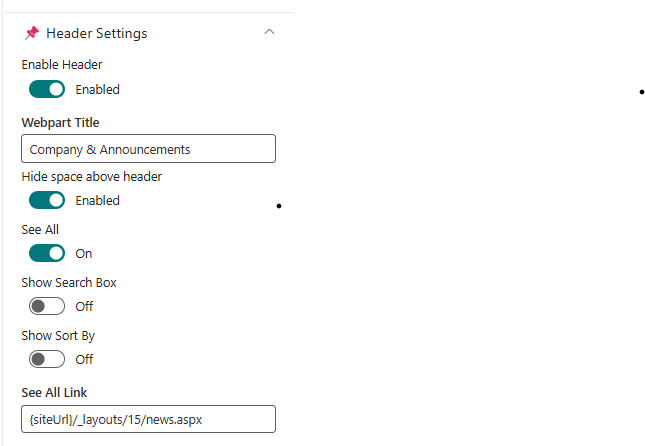 Header Settings
Enable Header
Enabled
Webpart Title
Company & Announcements
Hide space above header
Enabled
See All
On
Show Search Box
Off
Show Sort By
Off
See All Link
{siteUrl}/_layouts/15/news.aspx